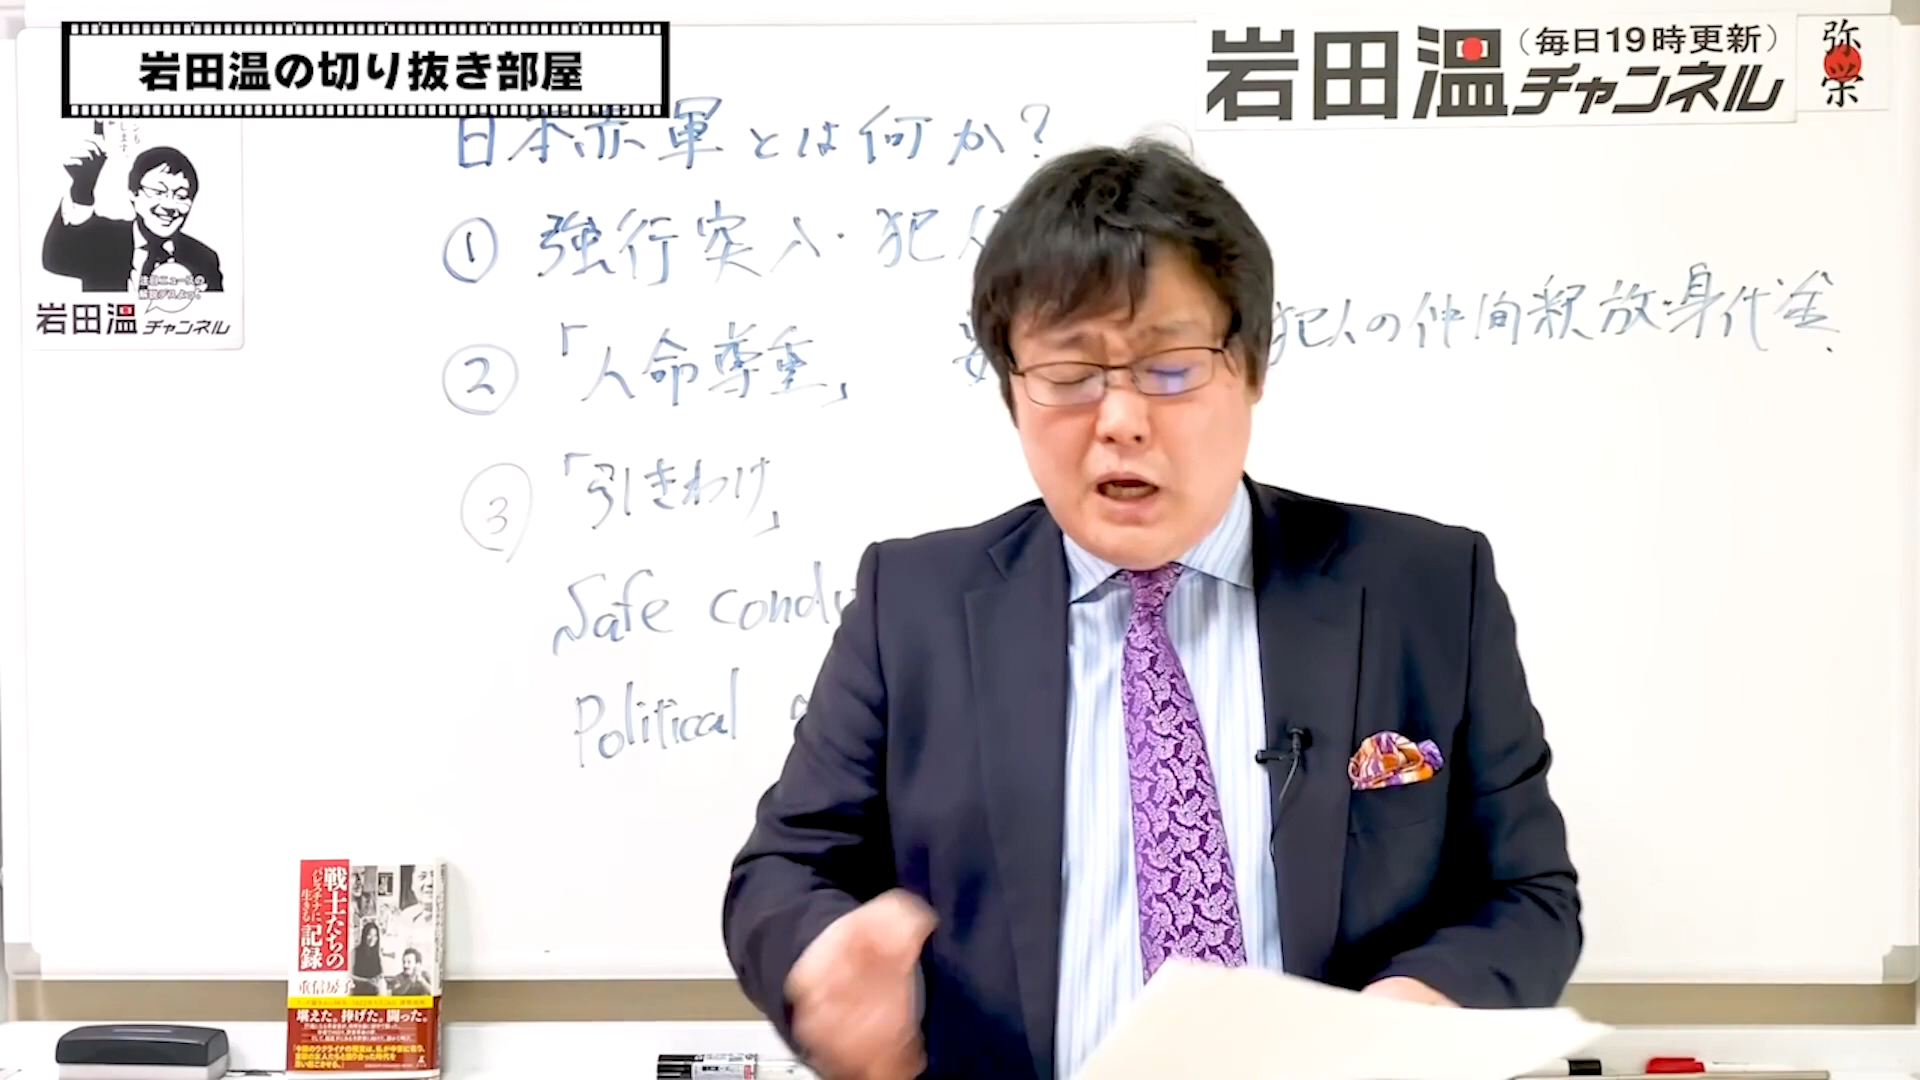 岩田温の切り抜き部屋
岩田温
(毎日19時更新)
チャンネル
弥栄
日本赤軍とは何か?
① 強行突入・犯人
② 「人命尊重」
犯人の仲間釈放・身代金
③ 「引きわけ」
Safe
Political
岩田温チャンネル
戦士たちの記録
パレスチナに生きる
重信房子
堪えた。捧げた。闘った。